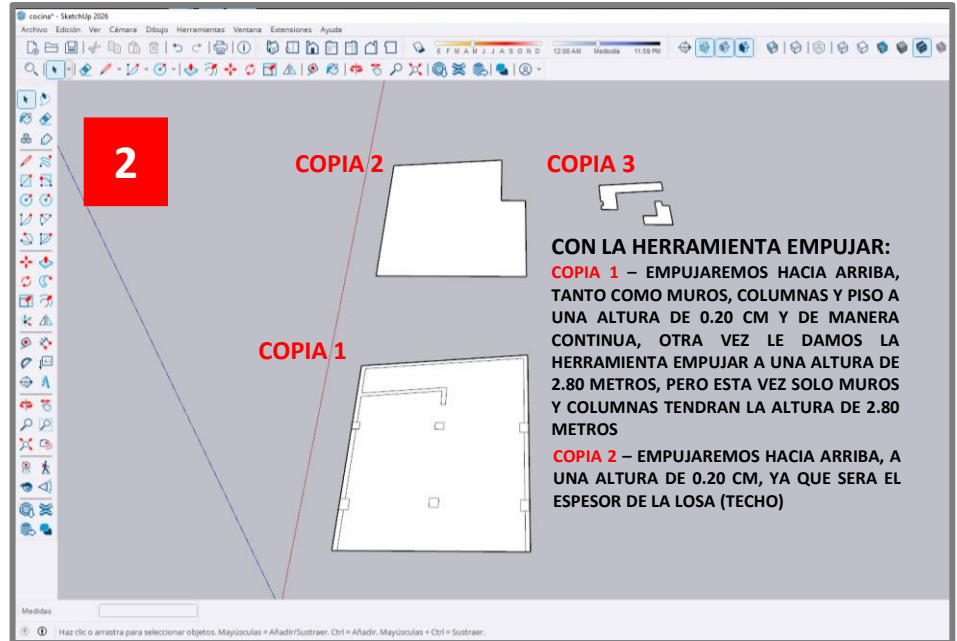 cocina* - SketchUp 2026
Archivo Edición Ver Cámara Dibujo Herramientas Ventana Extensiones Ayuda
E F M A M J J A S O N D 12:00 AM Mediodía 11:59 PM
2
COPIA 2
COPIA 3
CON LA HERRAMIENTA EMPUJAR:
COPIA 1 – EMPUJAREMOS HACIA ARRIBA,
TANTO COMO MUROS, COLUMNAS Y PISO A
UNA ALTURA DE 0.20 CM Y DE MANERA
CONTINUA, OTRA VEZ LE DAMOS LA
HERRAMIENTA EMPUJAR A UNA ALTURA DE
2.80 METROS, PERO ESTA VEZ SOLO MUROS
Y COLUMNAS TENDRAN LA ALTURA DE 2.80
METROS
COPIA 2 – EMPUJAREMOS HACIA ARRIBA, A
UNA ALTURA DE 0.20 CM, YA QUE SERA EL
ESPESOR DE LA LOSA (TECHO)
COPIA 1
Medidas
Haz clic o arrastra para seleccionar objetos. Mayúsculas = Añadir/Sustraer. Ctrl = Añadir. Mayúsculas + Ctrl = Sustraer.